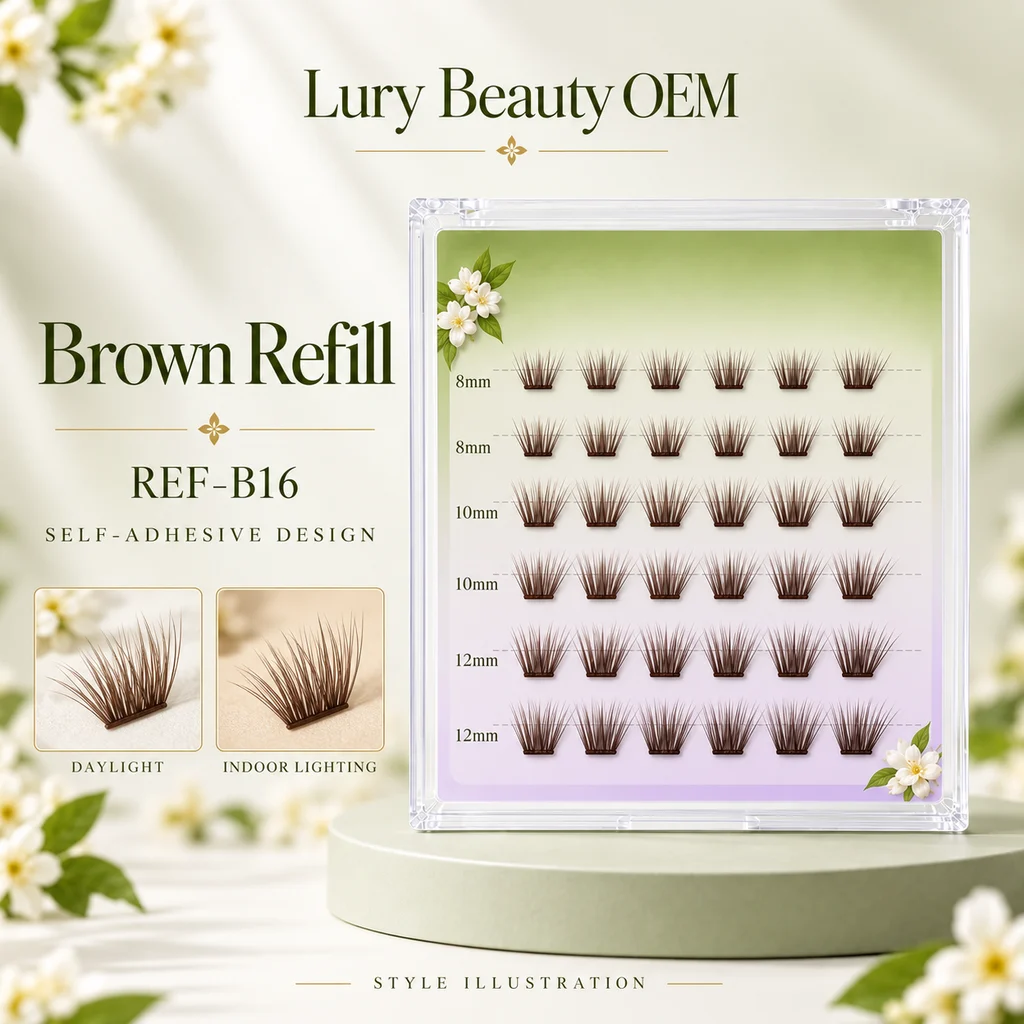 Lury Beauty OEM
Brown Refill
REF-B16
SELF-ADHESIVE DESIGN
DAYLIGHT
INDOOR LIGHTING
8mm
8mm
10mm
10mm
12mm
12mm
STYLE ILLUSTRATION